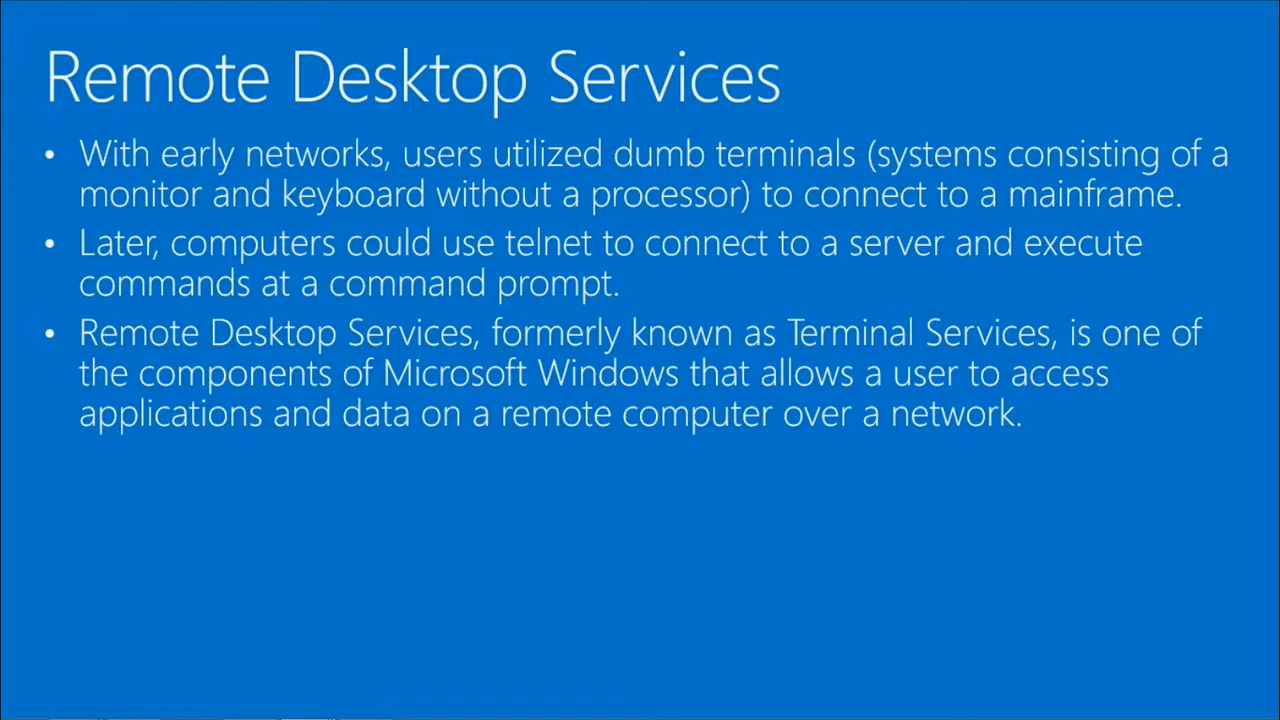 Remote Desktop Services
• With early networks, users utilized dumb terminals (systems consisting of a
monitor and keyboard without a processor) to connect to a mainframe.
• Later, computers could use telnet to connect to a server and execute
commands at a command prompt.
• Remote Desktop Services, formerly known as Terminal Services, is one of
the components of Microsoft Windows that allows a user to access
applications and data on a remote computer over a network.